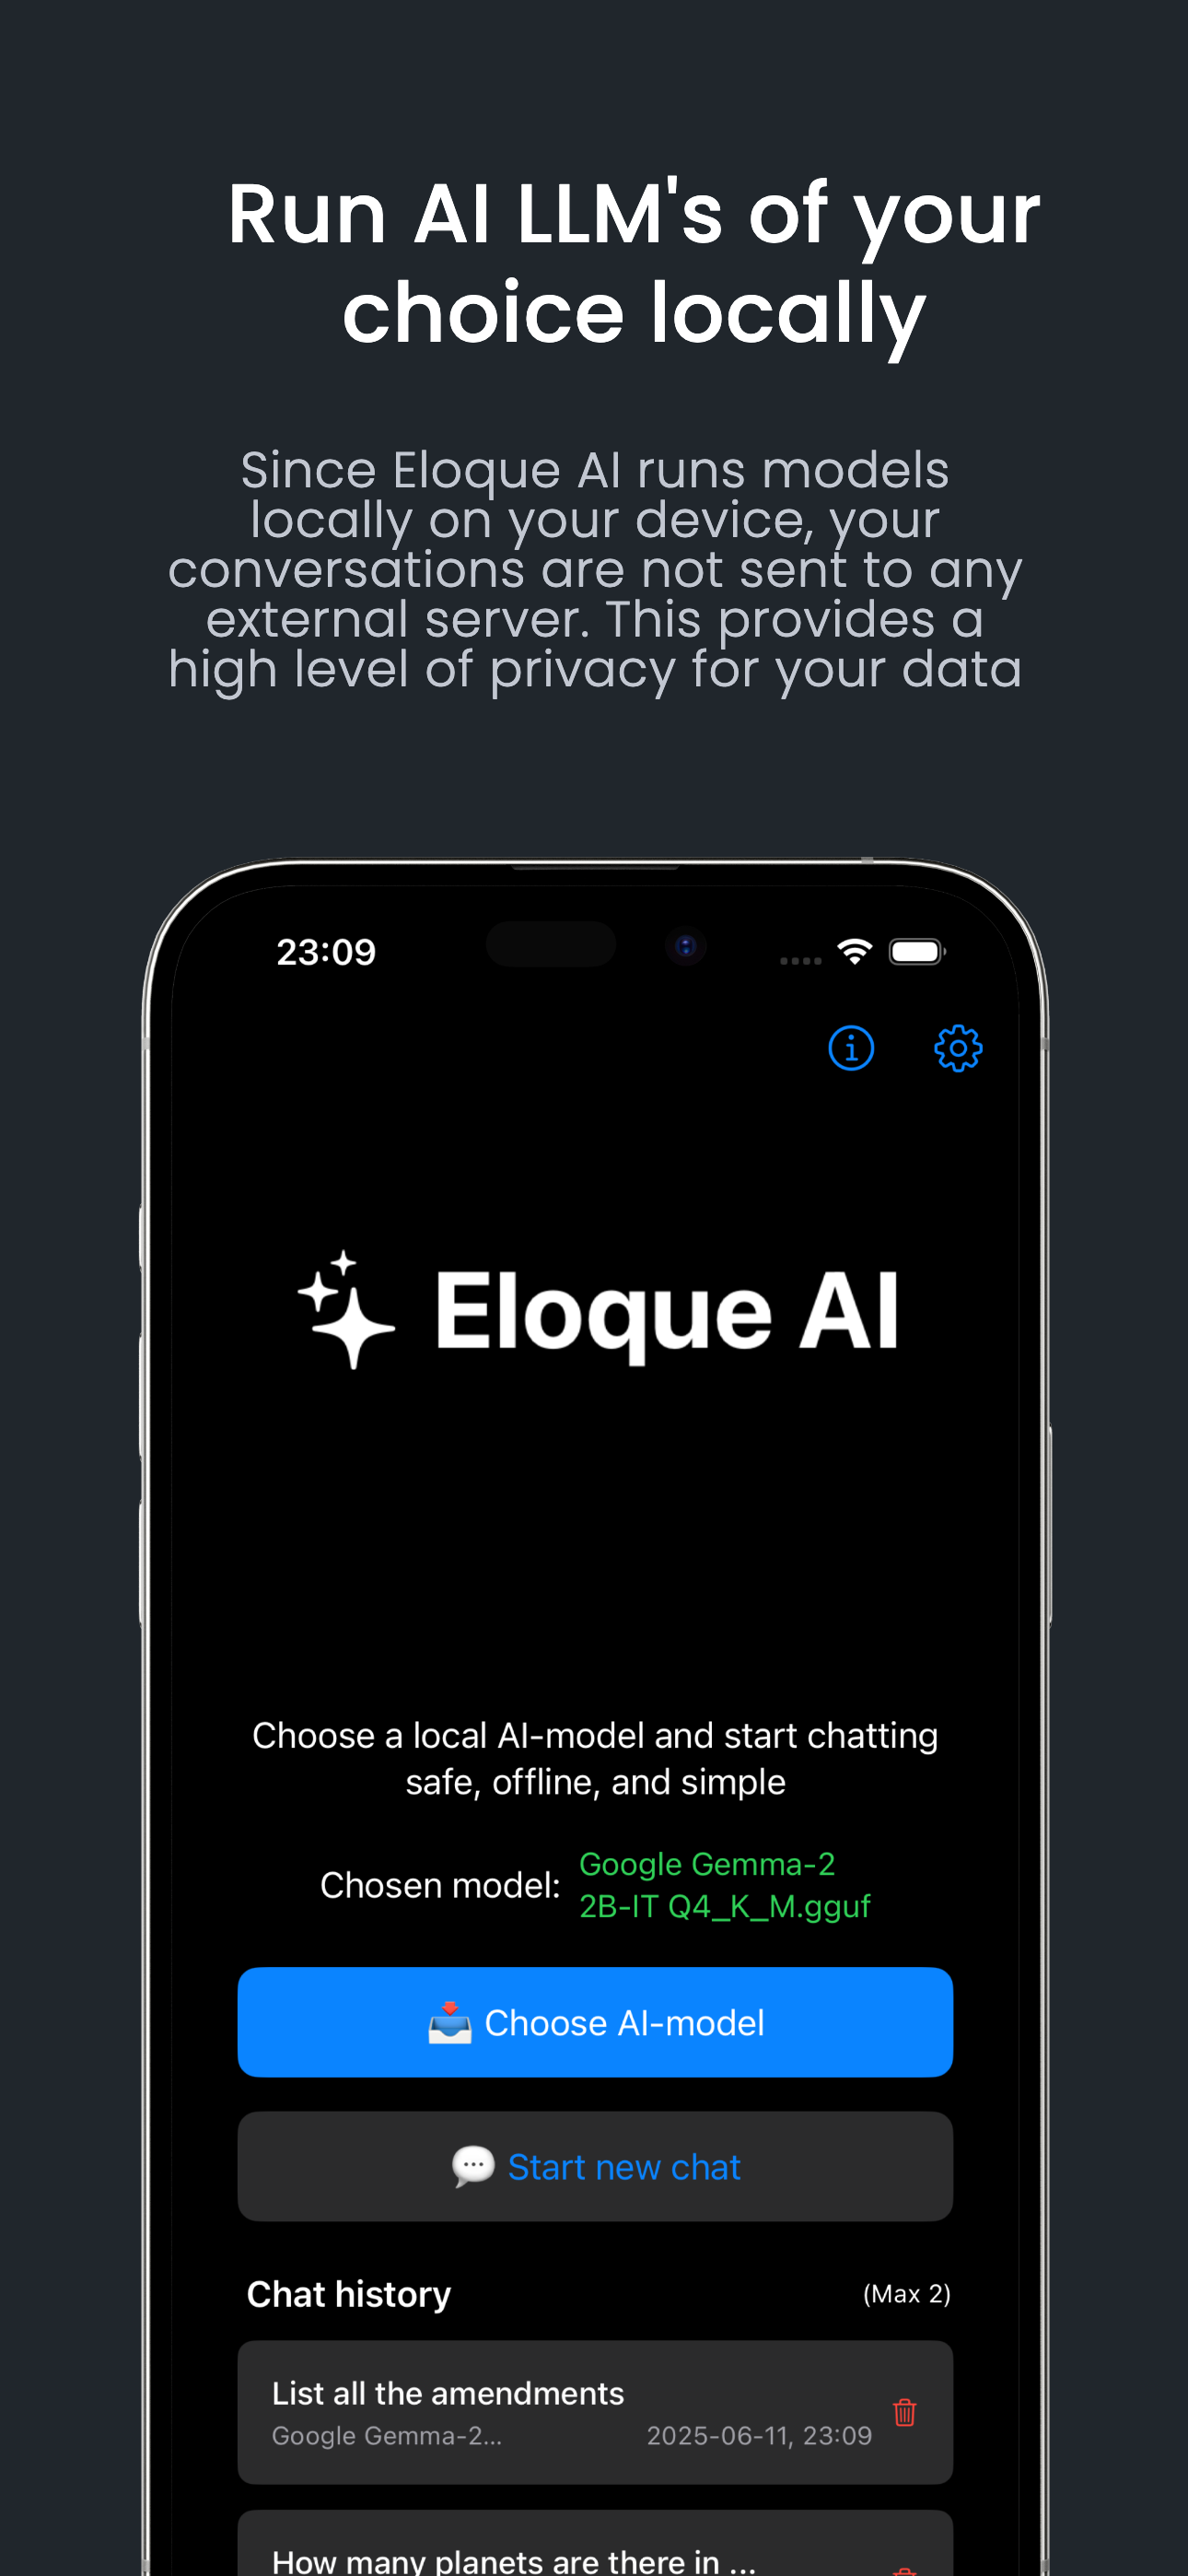 Run AI LLM's of your
choice locally
Since Eloque AI runs models
locally on your device, your
conversations are not sent to any
external server. This provides a
high level of privacy for your data
23:09
Eloque AI
Choose a local AI-model and start chatting
safe, offline, and simple
Chosen model:
Google Gemma-2
2B-IT Q4_K_M.gguf
Choose AI-model
Start new chat
Chat history
(Max 2)
List all the amendments
Google Gemma-2...
2025-06-11, 23:09
How many planets are there in ...